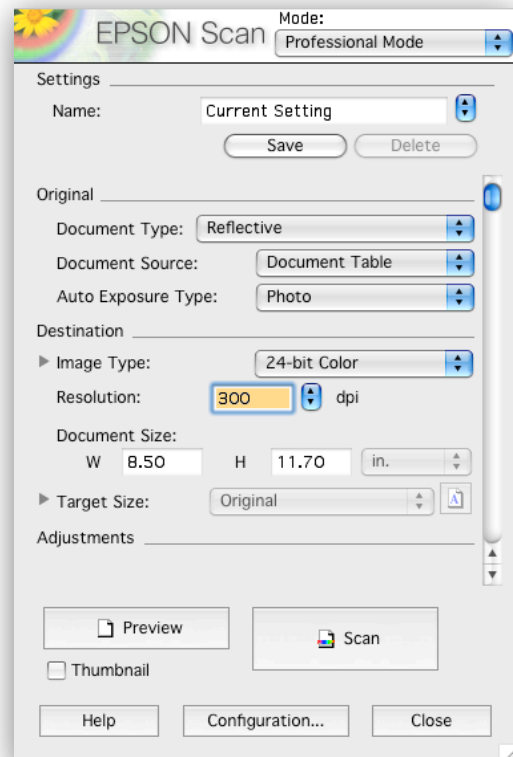 EPSON Scan
Mode:
Professional Mode
Settings
Name: Current Setting
Save Delete
Original
Document Type: Reflective
Document Source: Document Table
Auto Exposure Type: Photo
Destination
Image Type: 24-bit Color
Resolution: 300 dpi
Document Size:
W 8.50 H 11.70 in.
Target Size: Original A
Adjustments
Preview Scan
Thumbnail
Help Configuration... Close